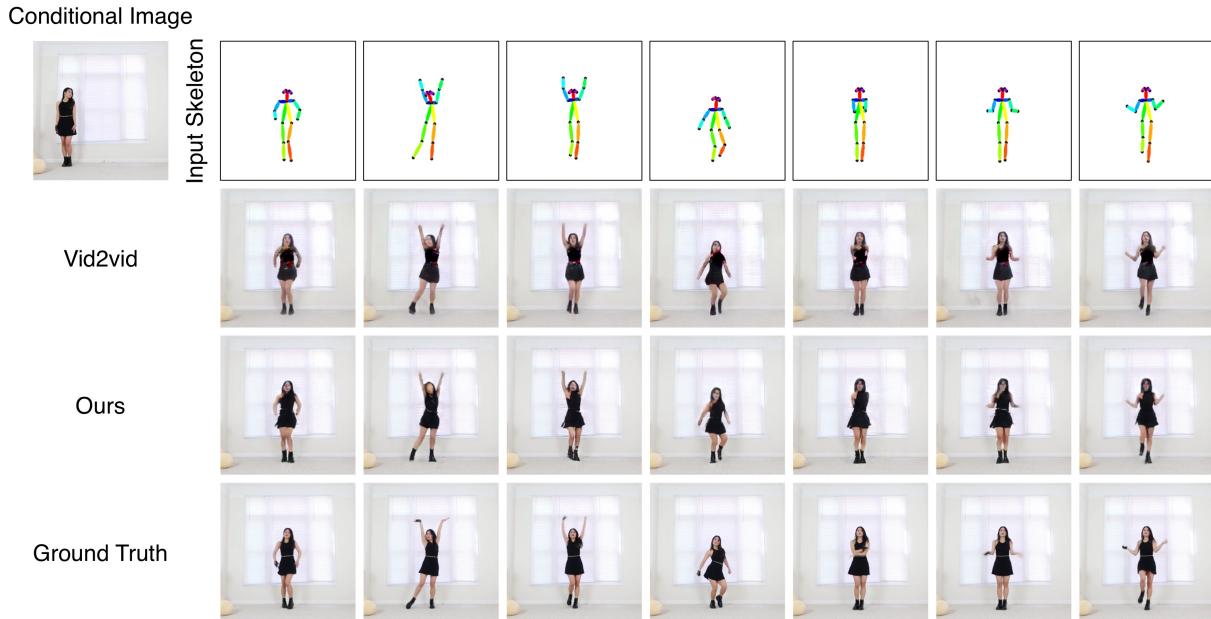 Conditional Image
Input Skeleton
Vid2vid
Ours
Ground Truth